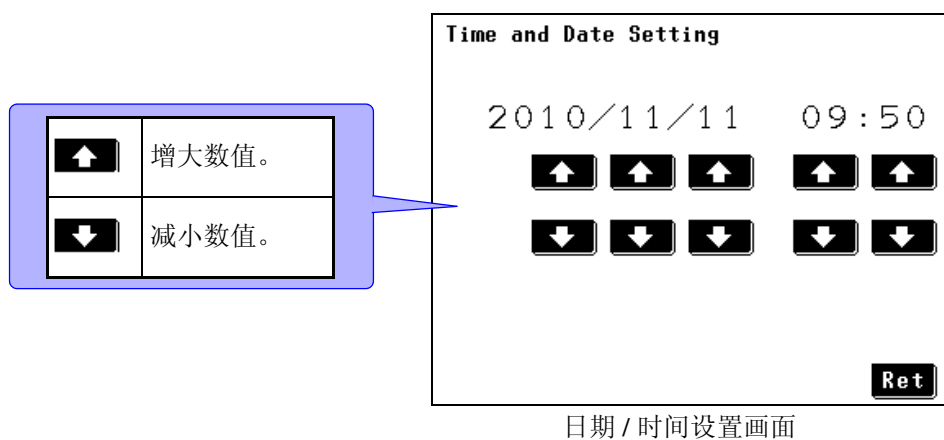 Time and Date Setting
2010/11/11 09:50
增大数值。
减小数值。
Ret
日期 / 时间设置画面